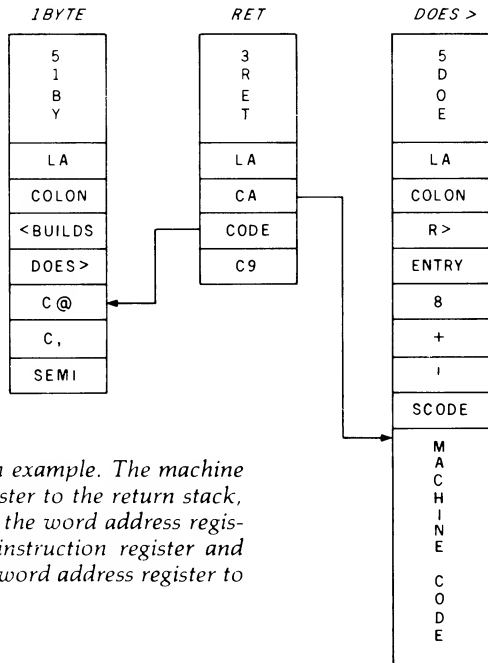 1BYTE
5
1
B
Y
LA
COLON
<BUILDS
DOES>
C@
C,
SEMI
RET
3
R
E
T
LA
CA
CODE
C9
DOES >
5
D
O
E
LA
COLON
R>
ENTRY
8
+
'
SCODE
M
A
C
H
I
N
E
C
O
D
E
n example. The machine
ster to the return stack,
the word address regis-
instruction register and
word address register to